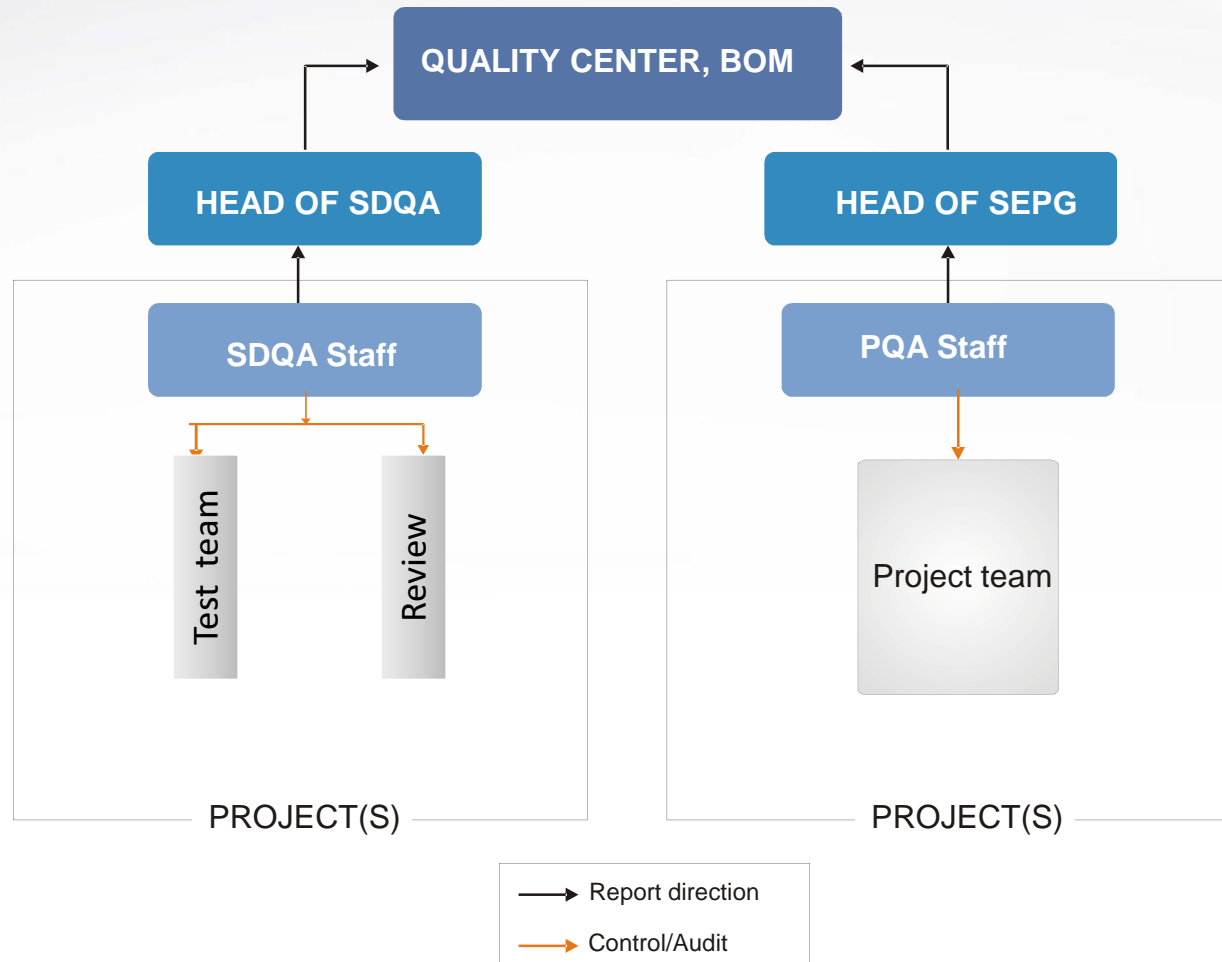 QUALITY CENTER, BOM
HEAD OF SDQA
HEAD OF SEPG
SDQA Staff
PQA Staff
Test team
Review
Project team
PROJECT(S)
PROJECT(S)
Report direction
Control/Audit